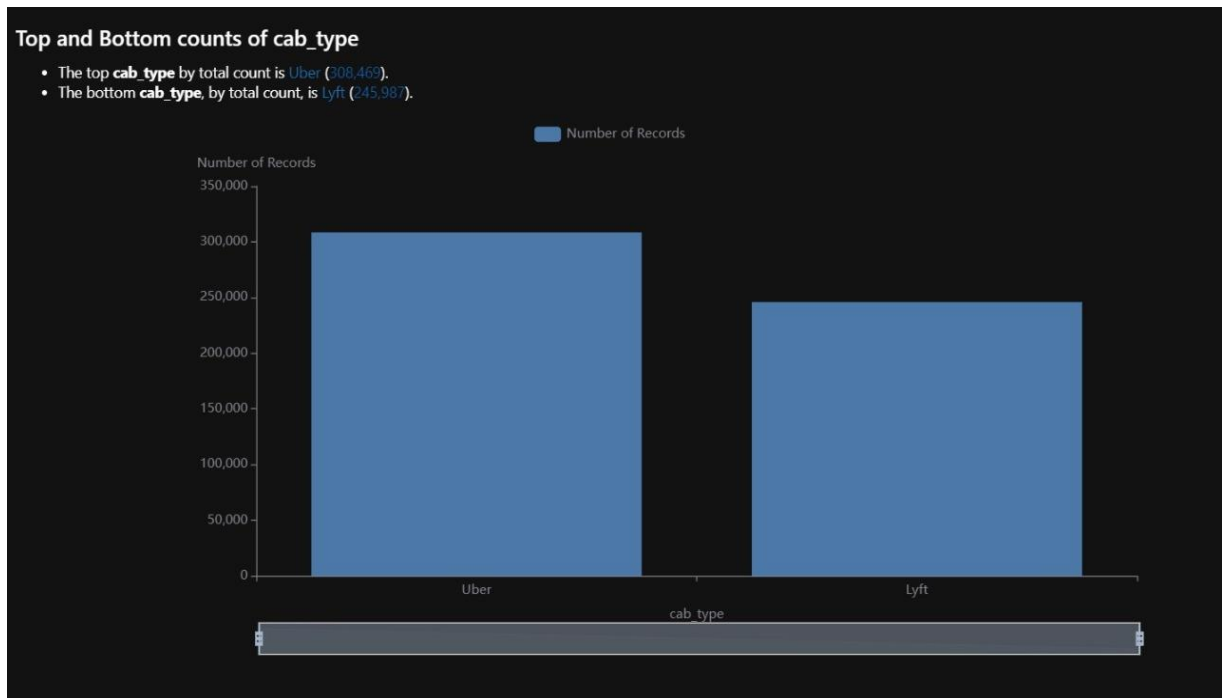 Top and Bottom counts of cab_type
• The top cab_type by total count is Uber (308,469).
• The bottom cab_type, by total count, is Lyft (245,987).
Number of Records
Number of Records
350,000
300,000
250,000
200,000
150,000
100,000
50,000
0
Uber Lyft
cab_type